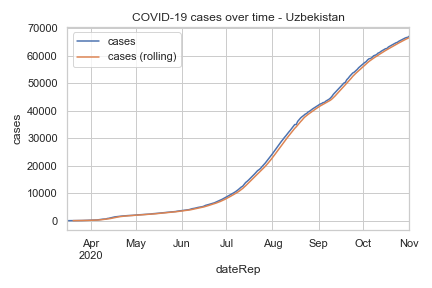 COVID-19 cases over time - Uzbekistan
cases
cases (rolling)
70000
60000
50000
40000
30000
20000
10000
0
cases
Apr May Jun Jul Aug Sep Oct Nov
2020
dateRep